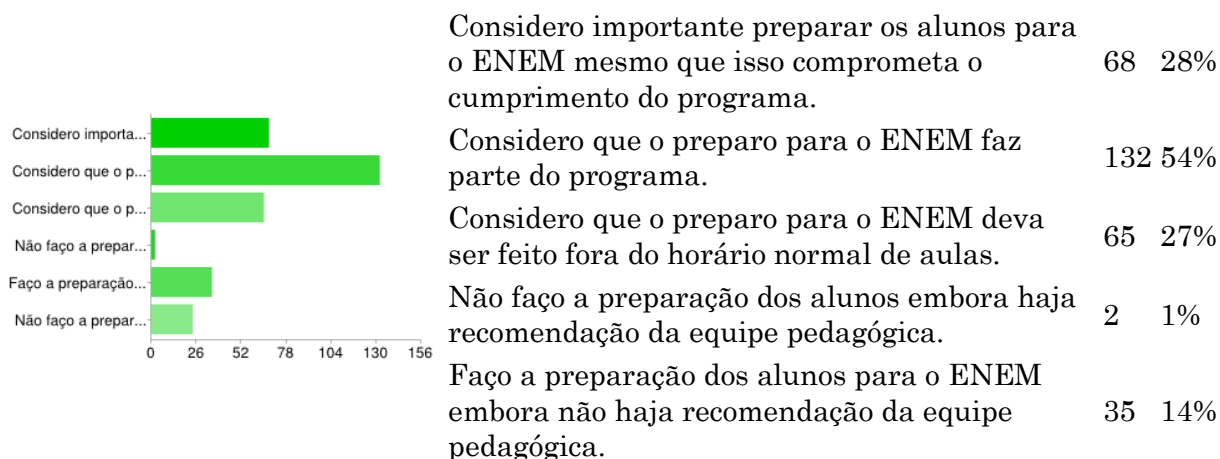 Considero importa...
Considero que o p...
Considero que o p...
Não faço a prepar...
Faço a preparação...
Não faço a prepar...
0 26 52 78 104 130 156
Considero importante preparar os alunos para
o ENEM mesmo que isso comprometa o
cumprimento do programa.
68 28%
Considero que o preparo para o ENEM faz
parte do programa.
132 54%
Considero que o preparo para o ENEM deva
ser feito fora do horário normal de aulas.
65 27%
Não faço a preparação dos alunos embora haja
recomendação da equipe pedagógica.
2 1%
Faço a preparação dos alunos para o ENEM
embora não haja recomendação da equipe
pedagógica.
35 14%